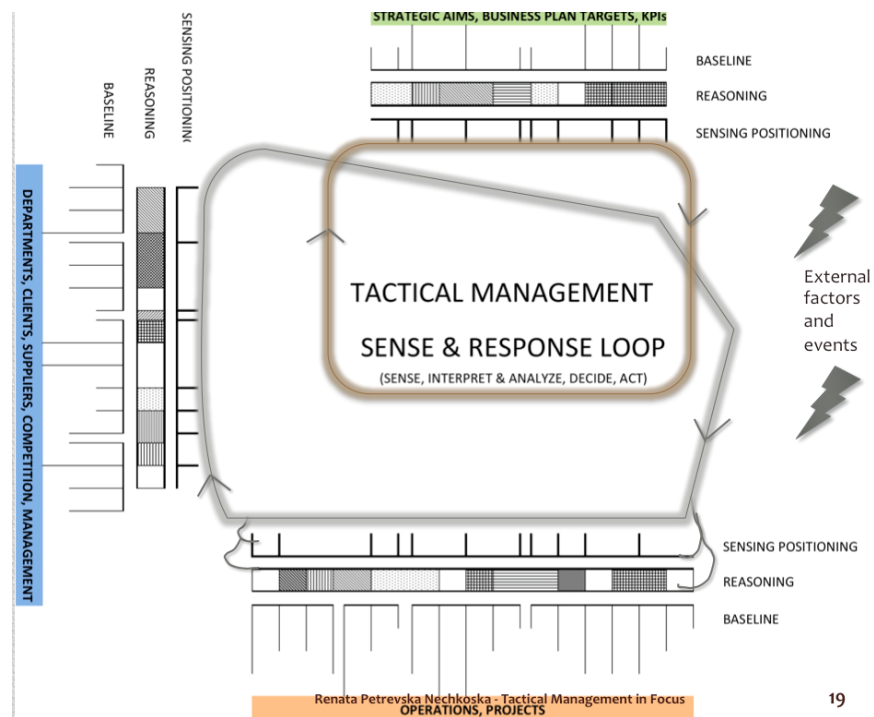 STRATEGIC AIMS, BUSINESS PLAN TARGETS, KPIs
BASELINE
REASONING
SENSING POSITIONING
BASELINE
REASONING
SENSING POSITIONING
DEPARTMENTS, CLIENTS, SUPPLIERS, COMPETITION, MANAGEMENT
TACTICAL MANAGEMENT
SENSE & RESPONSE LOOP
(SENSE, INTERPRET & ANALYZE, DECIDE, ACT)
External
factors
and
events
SENSING POSITIONING
REASONING
BASELINE
Renata Petrevska Nechkoska - Tactical Management in Focus
19
OPERATIONS, PROJECTS